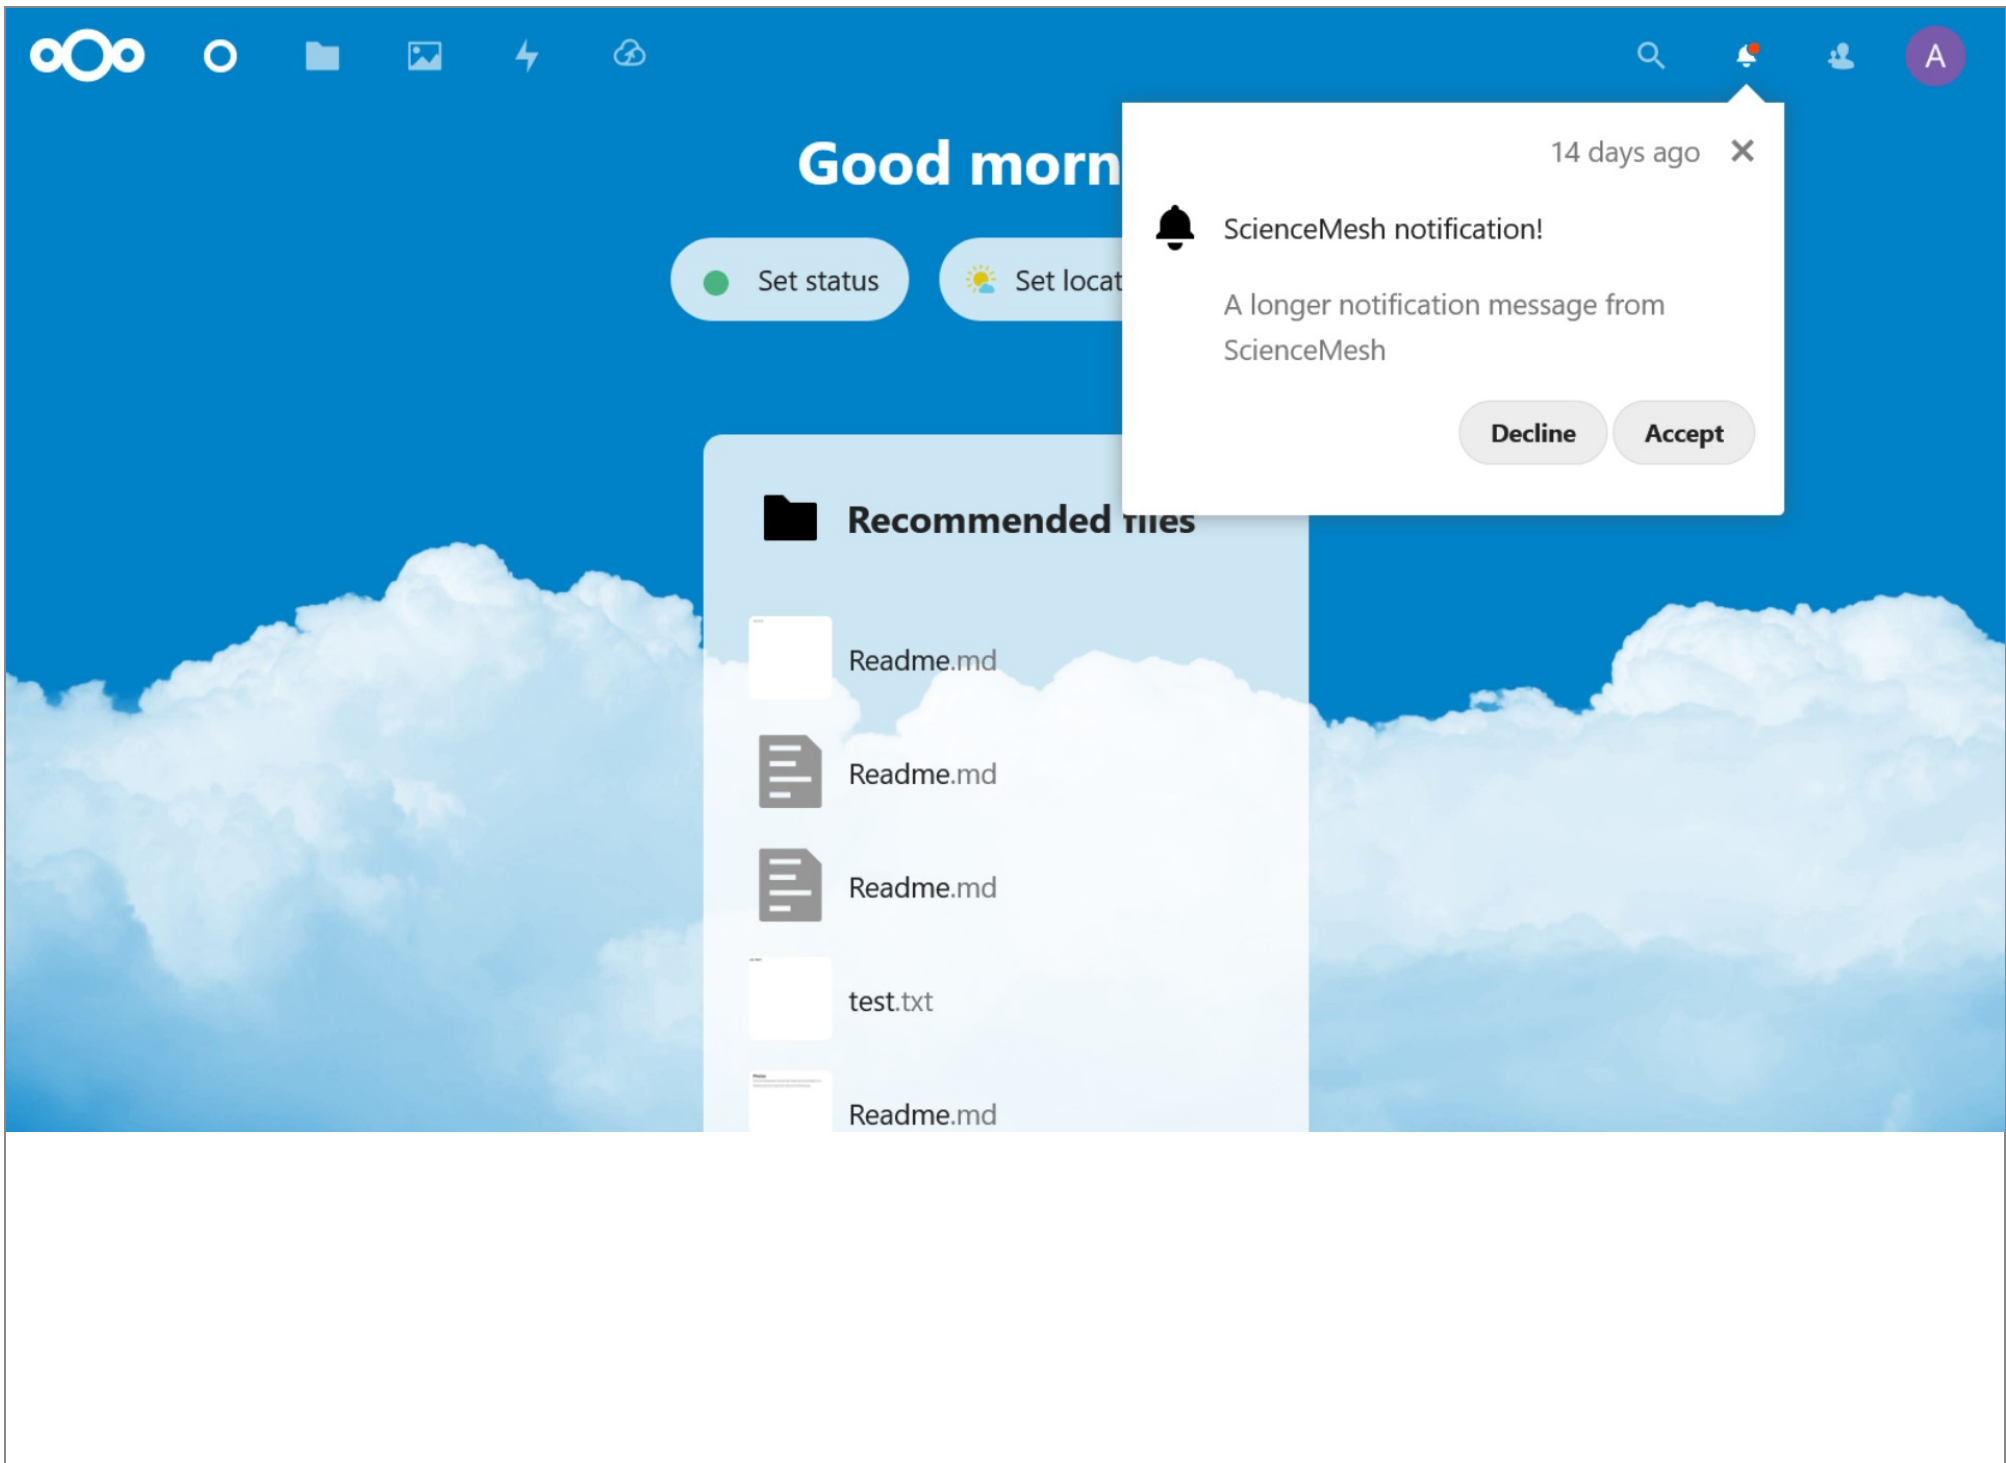 A
14 days ago
Good morn
ScienceMesh notification!
Set status
Set locat
A longer notification message from
ScienceMesh
Decline
Accept
Recommended files
Readme.md
Readme.md
Readme.md
test.txt
Readme.md